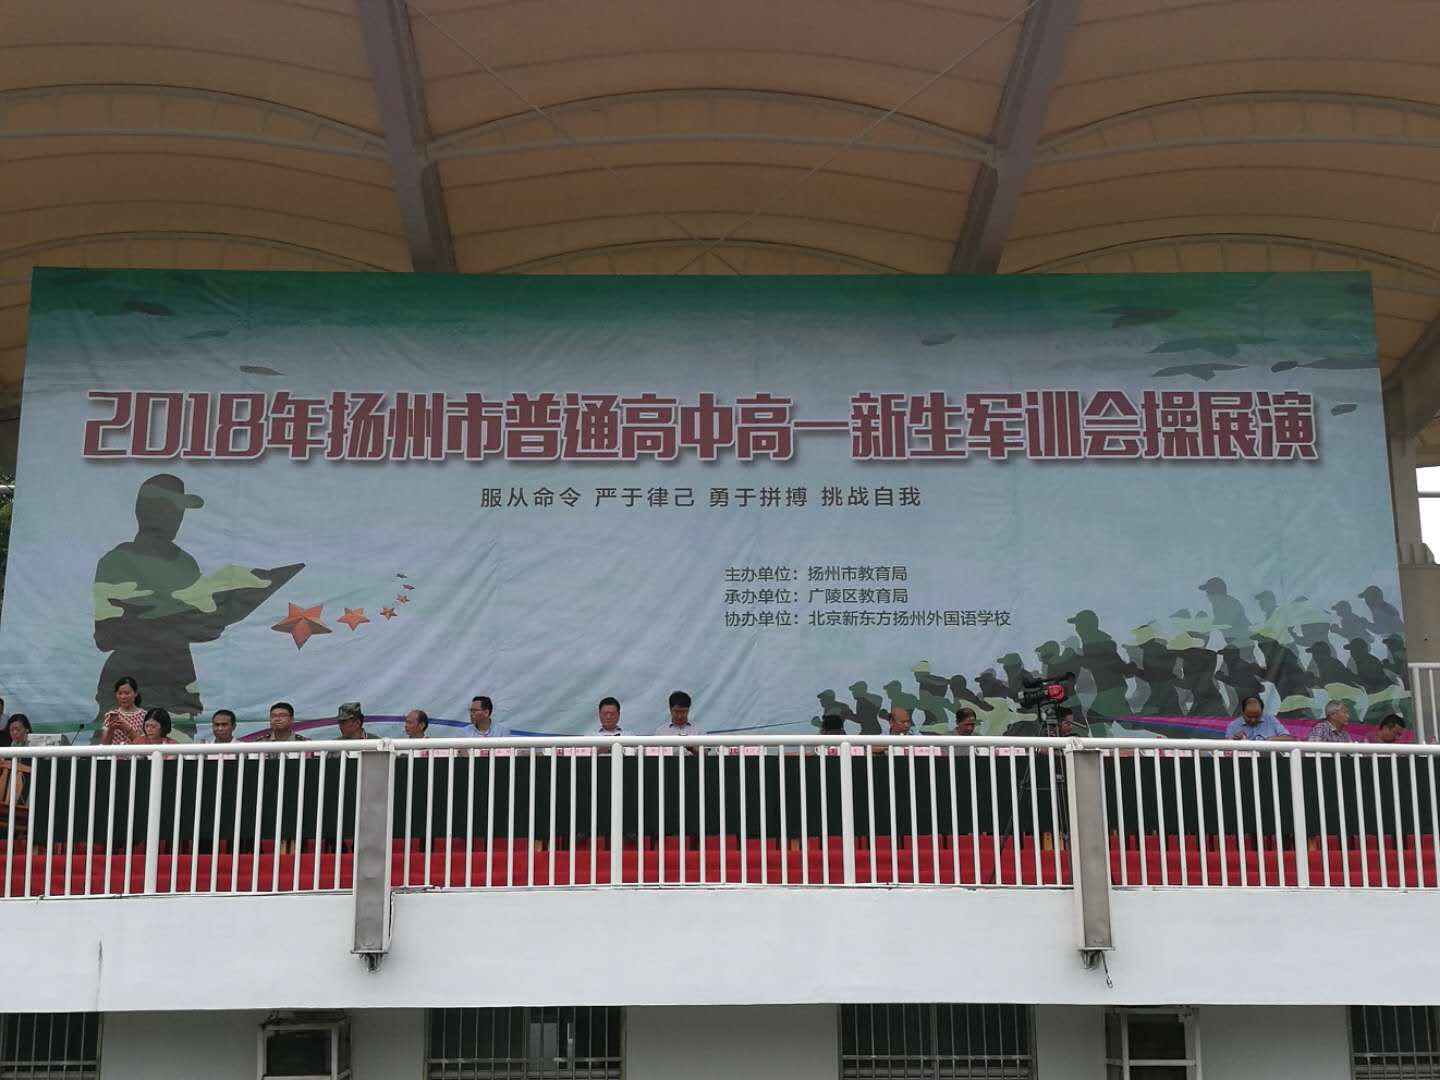 2018年扬州市普通高中高一新生军训会操展演
服从命令 严于律己 勇于拼搏 挑战自我
主办单位：扬州市教育局
承办单位：广陵区教育局
协办单位：北京新东方扬州外国语学校